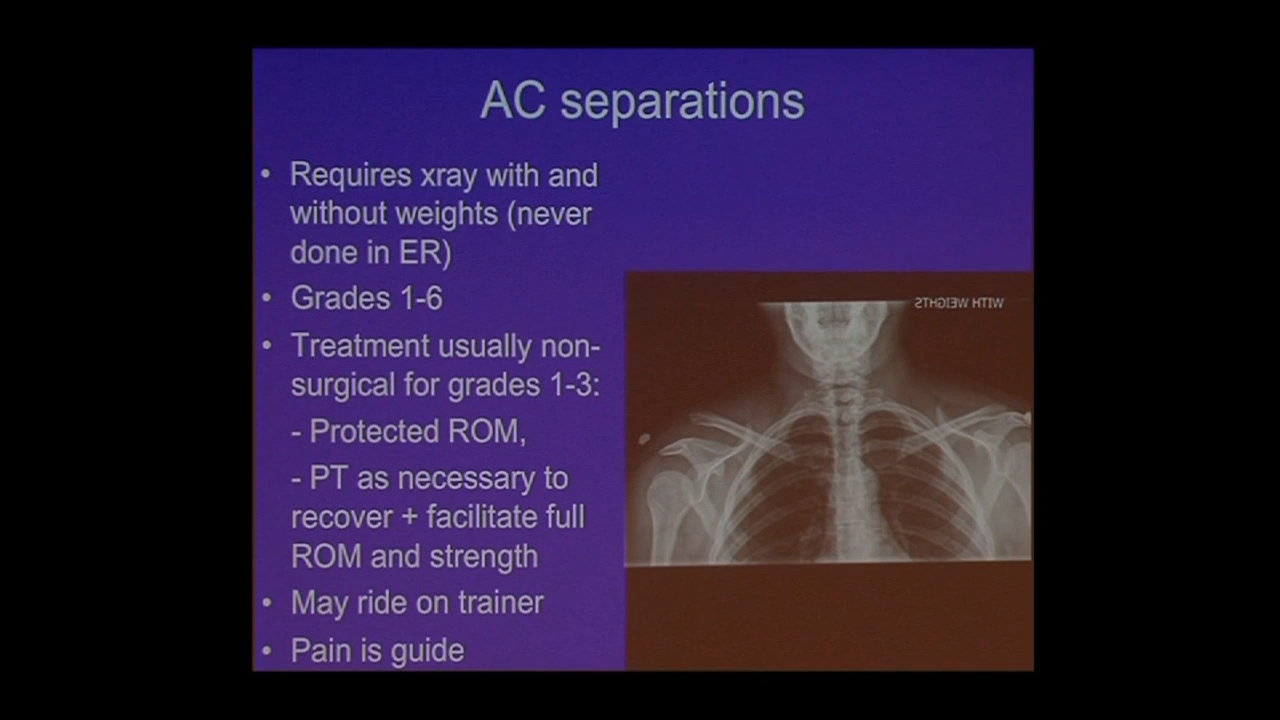 AC separations
• Requires xray with and
without weights (never
done in ER)
• Grades 1-6
• Treatment usually non-
surgical for grades 1-3:
- Protected ROM,
- PT as necessary to
recover + facilitate full
ROM and strength
• May ride on trainer
• Pain is guide
WITH WEIGHTS